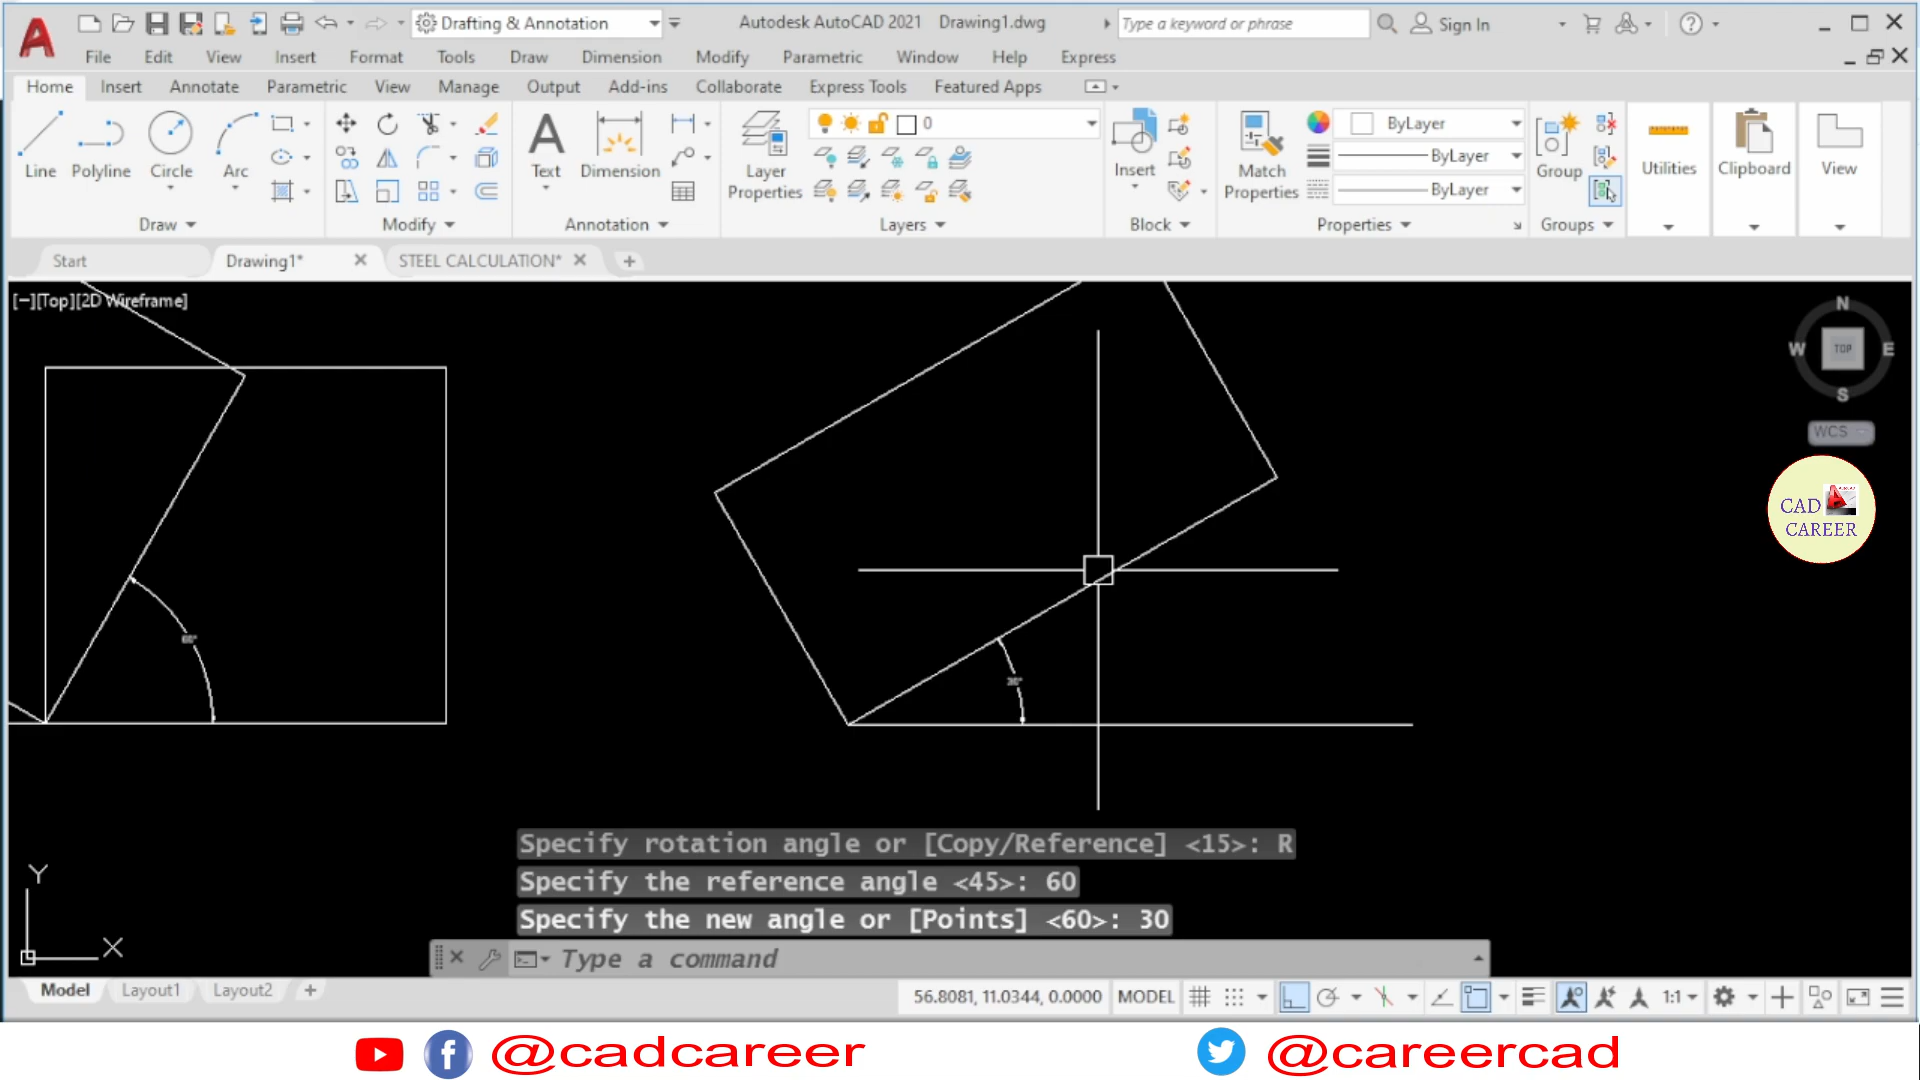 Drafting & Annotation
Autodesk AutoCAD 2021 Drawing1.dwg
Type a keyword or phrase
Sign In
File Edit View Insert Format Tools Draw Dimension Modify Parametric Window Help Express
Home Insert Annotate Parametric View Manage Output Add-ins Collaborate Express Tools Featured Apps
Line Polyline Circle Arc
Text Dimension
Layer Properties
0
Insert
Match Properties
ByLayer
ByLayer
ByLayer
Group
Utilities
Clipboard
View
Draw Modify Annotation Layers Block Properties Groups
Start Drawing1* STEEL CALCULATION*
[−][Top][2D Wireframe]
N
W TOP E
S
WCS
CAD
CAREER
60°
30°
Specify rotation angle or [Copy/Reference] <15>: R
Specify the reference angle <45>: 60
Specify the new angle or [Points] <60>: 30
Y
X
Type a command
Model Layout1 Layout2
56.8081, 11.0344, 0.0000 MODEL 1:1
@cadcareer @careercad